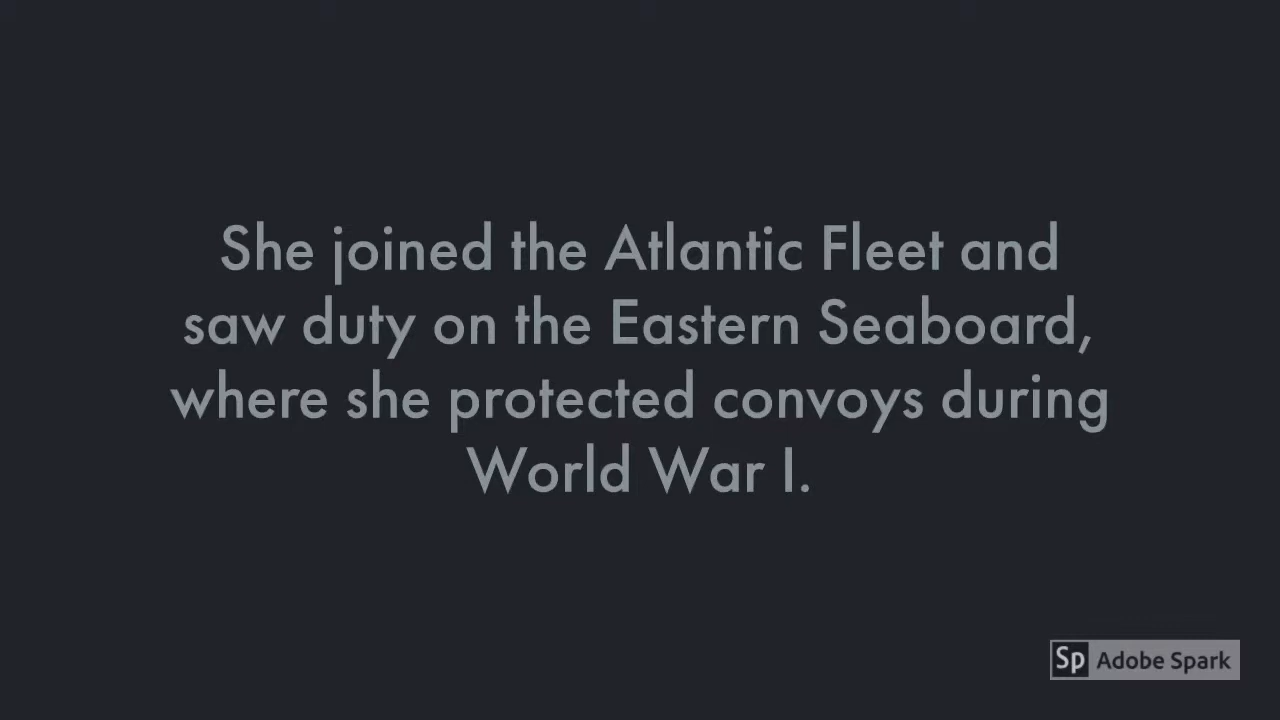 She joined the Atlantic Fleet and
saw duty on the Eastern Seaboard,
where she protected convoys during
World War I.
Sp Adobe Spark